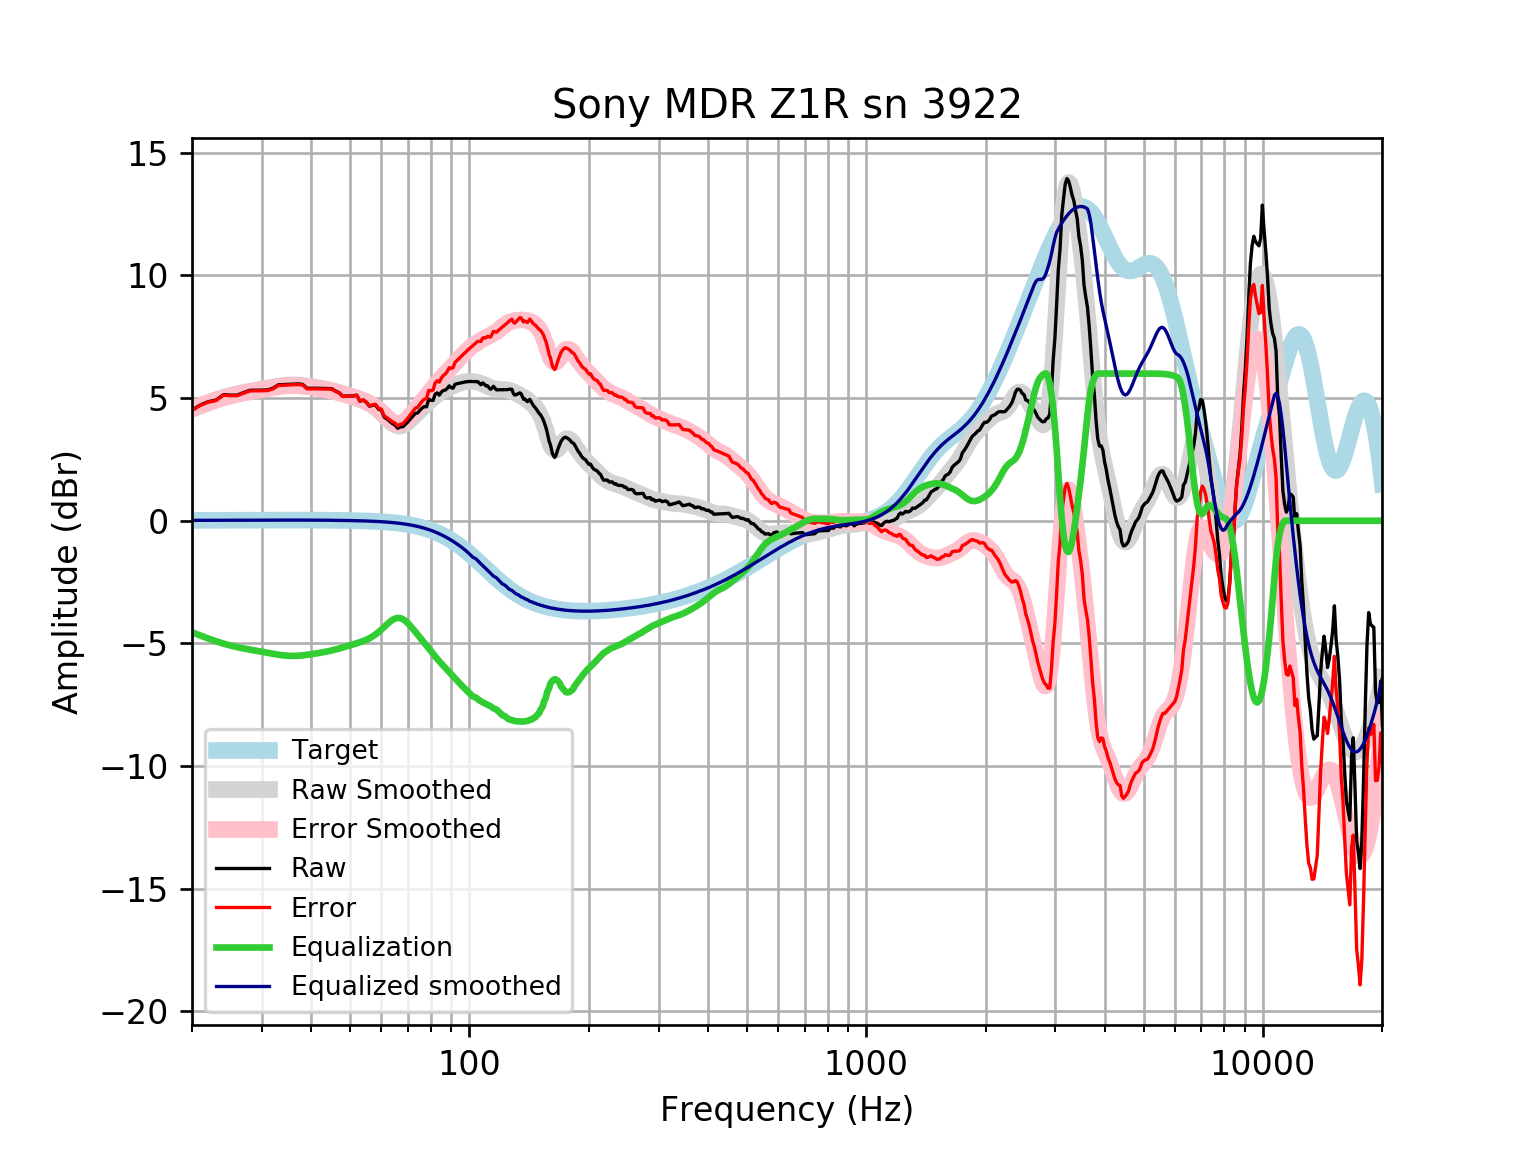 Sony MDR Z1R sn 3922
15
10
5
0
−5
−10
−15
−20
Amplitude (dBr)
Target
Raw Smoothed
Error Smoothed
Raw
Error
Equalization
Equalized smoothed
100
1000
10000
Frequency (Hz)